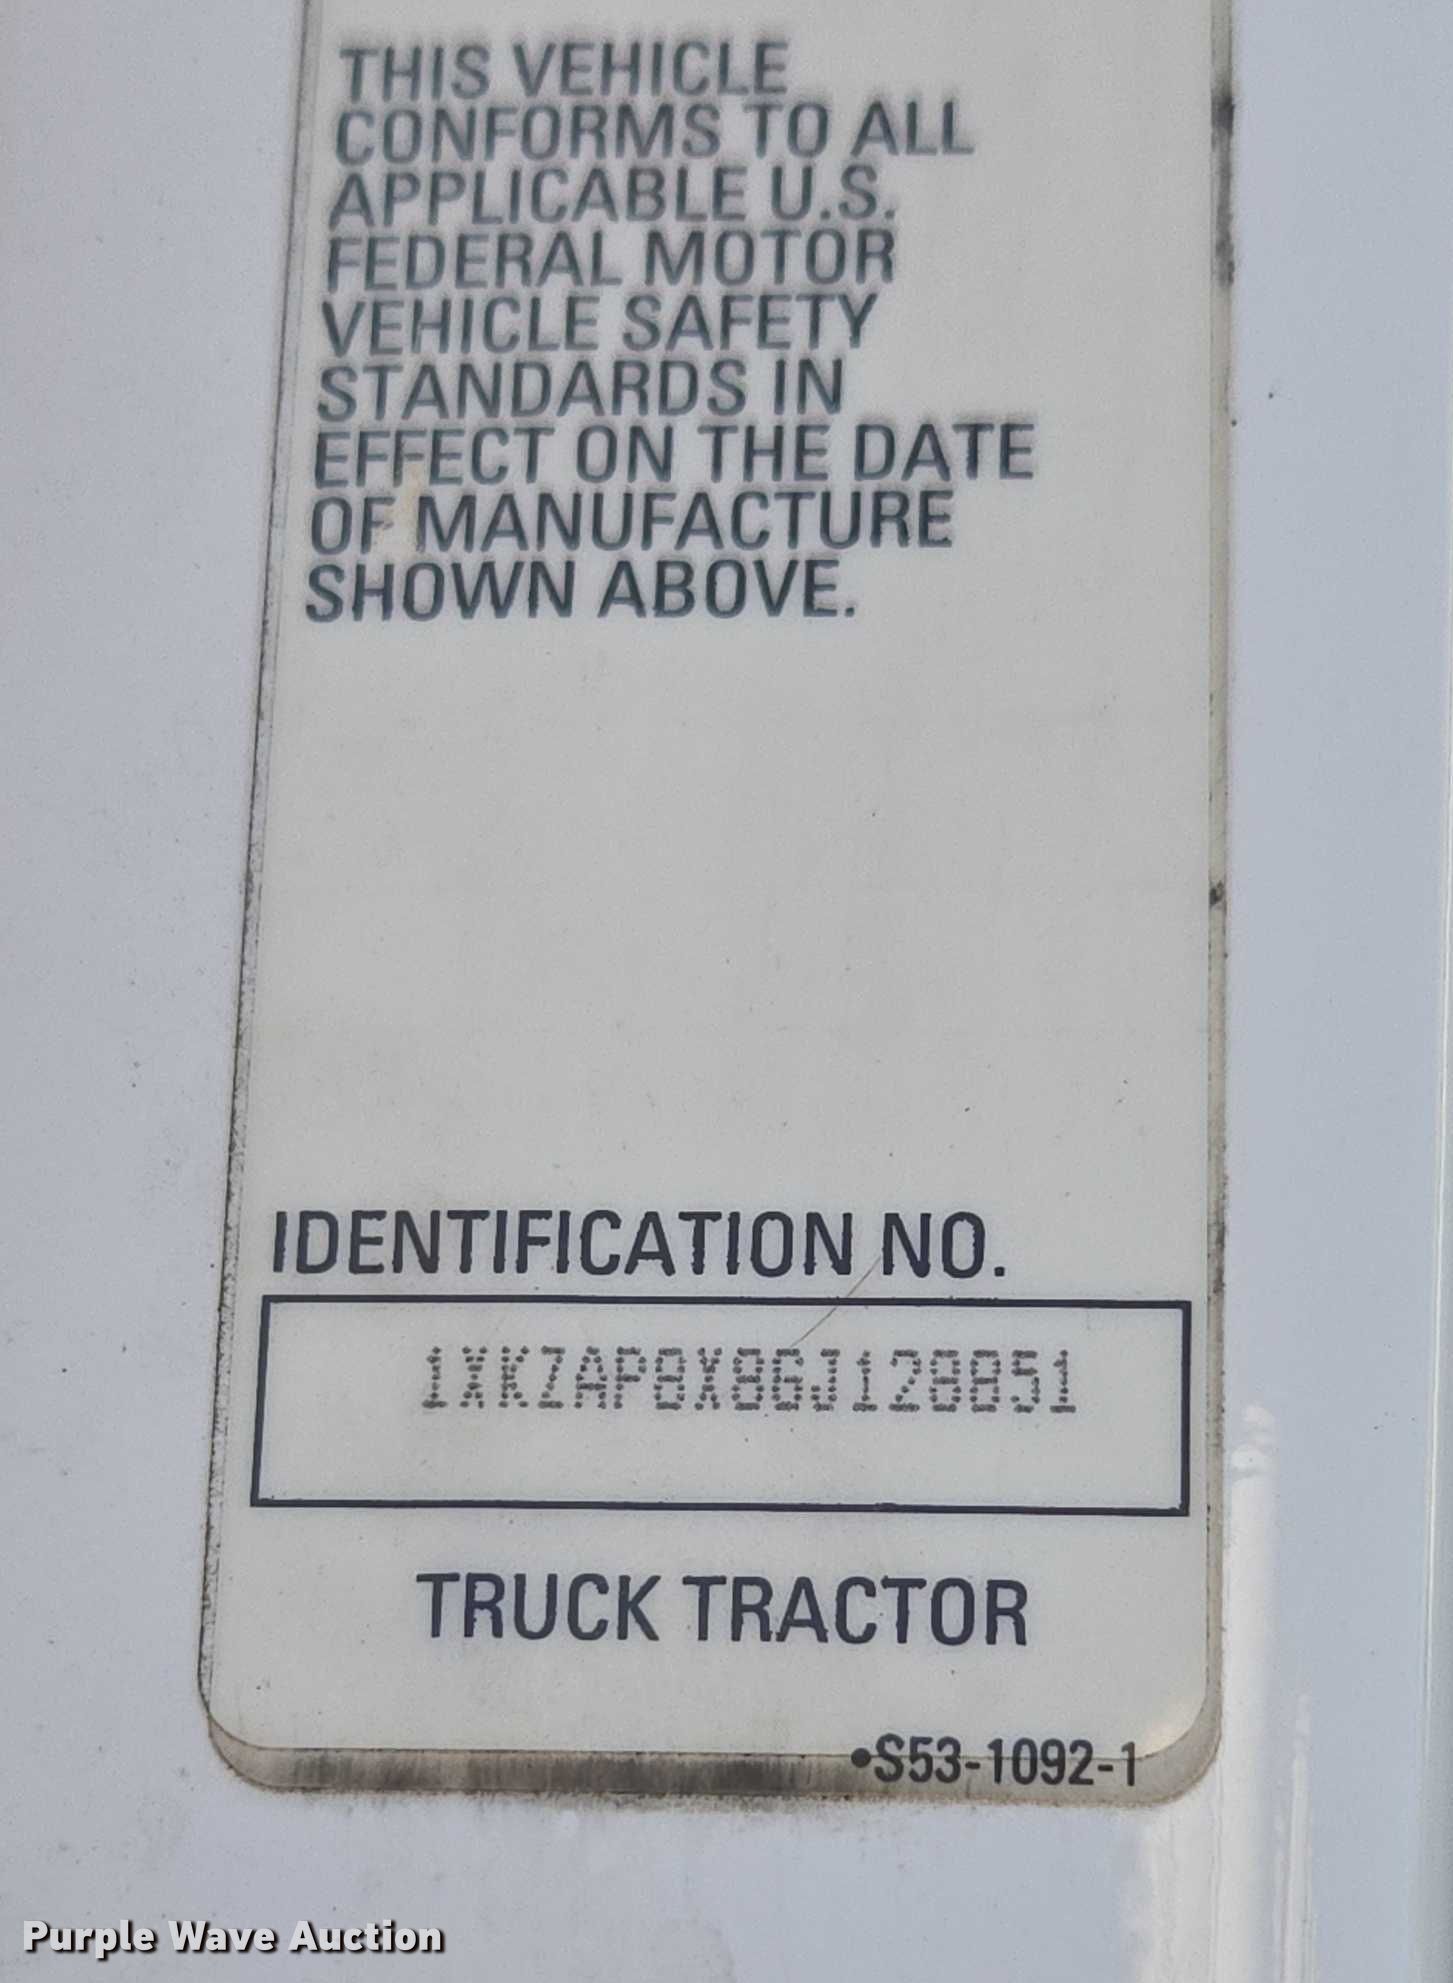 THIS VEHICLE
CONFORMS TO ALL
APPLICABLE U.S.
FEDERAL MOTOR
VEHICLE SAFETY
STANDARDS IN
EFFECT ON THE DATE
OF MANUFACTURE
SHOWN ABOVE.
IDENTIFICATION NO.
1XKZAP8X8GJ128851
TRUCK TRACTOR
•S53-1092-1
Purple Wave Auction